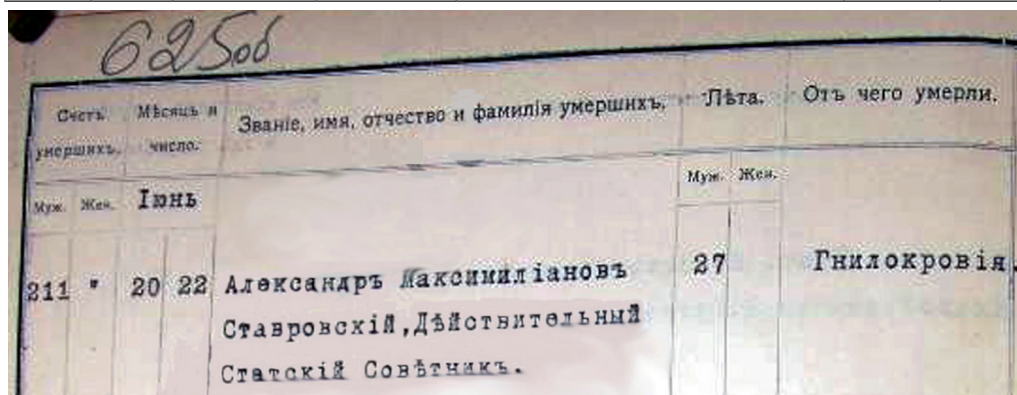 625об
Счетъ Мѣсяцъ и Званіе, имя, отчество и фамилія умершихъ. Лѣта. Отъ чего умерли.
умершихъ. число.
Муж. Жен. Іюнь Муж. Жен.
211 " 20 22 Александръ Максимиліановъ 27 Гнилокровія.
Ставровскій,Дѣйствительный
Статскій Совѣтникъ.